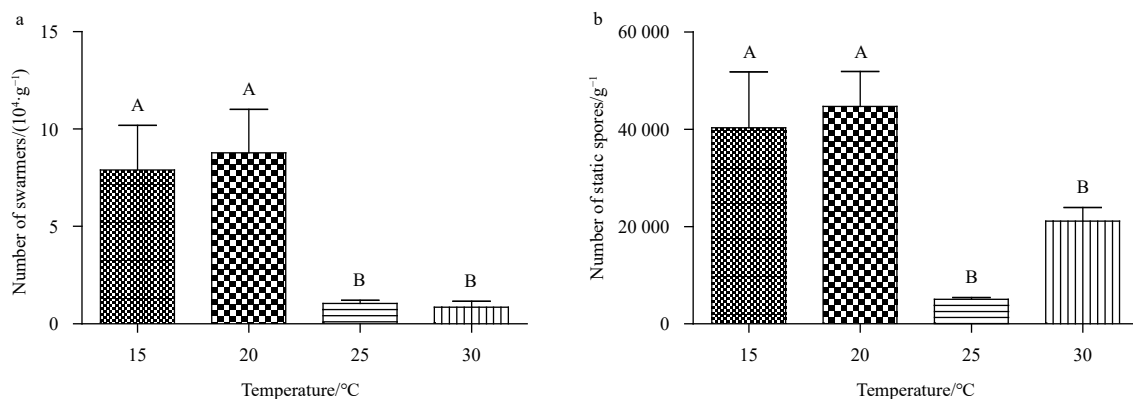 a
Number of swarmers/(10⁴·g⁻¹)
15
10
5
0
A
A
B
B
15
20
25
30
Temperature/°C
b
Number of static spores/g⁻¹
60 000
40 000
20 000
0
A
A
B
B
15
20
25
30
Temperature/°C